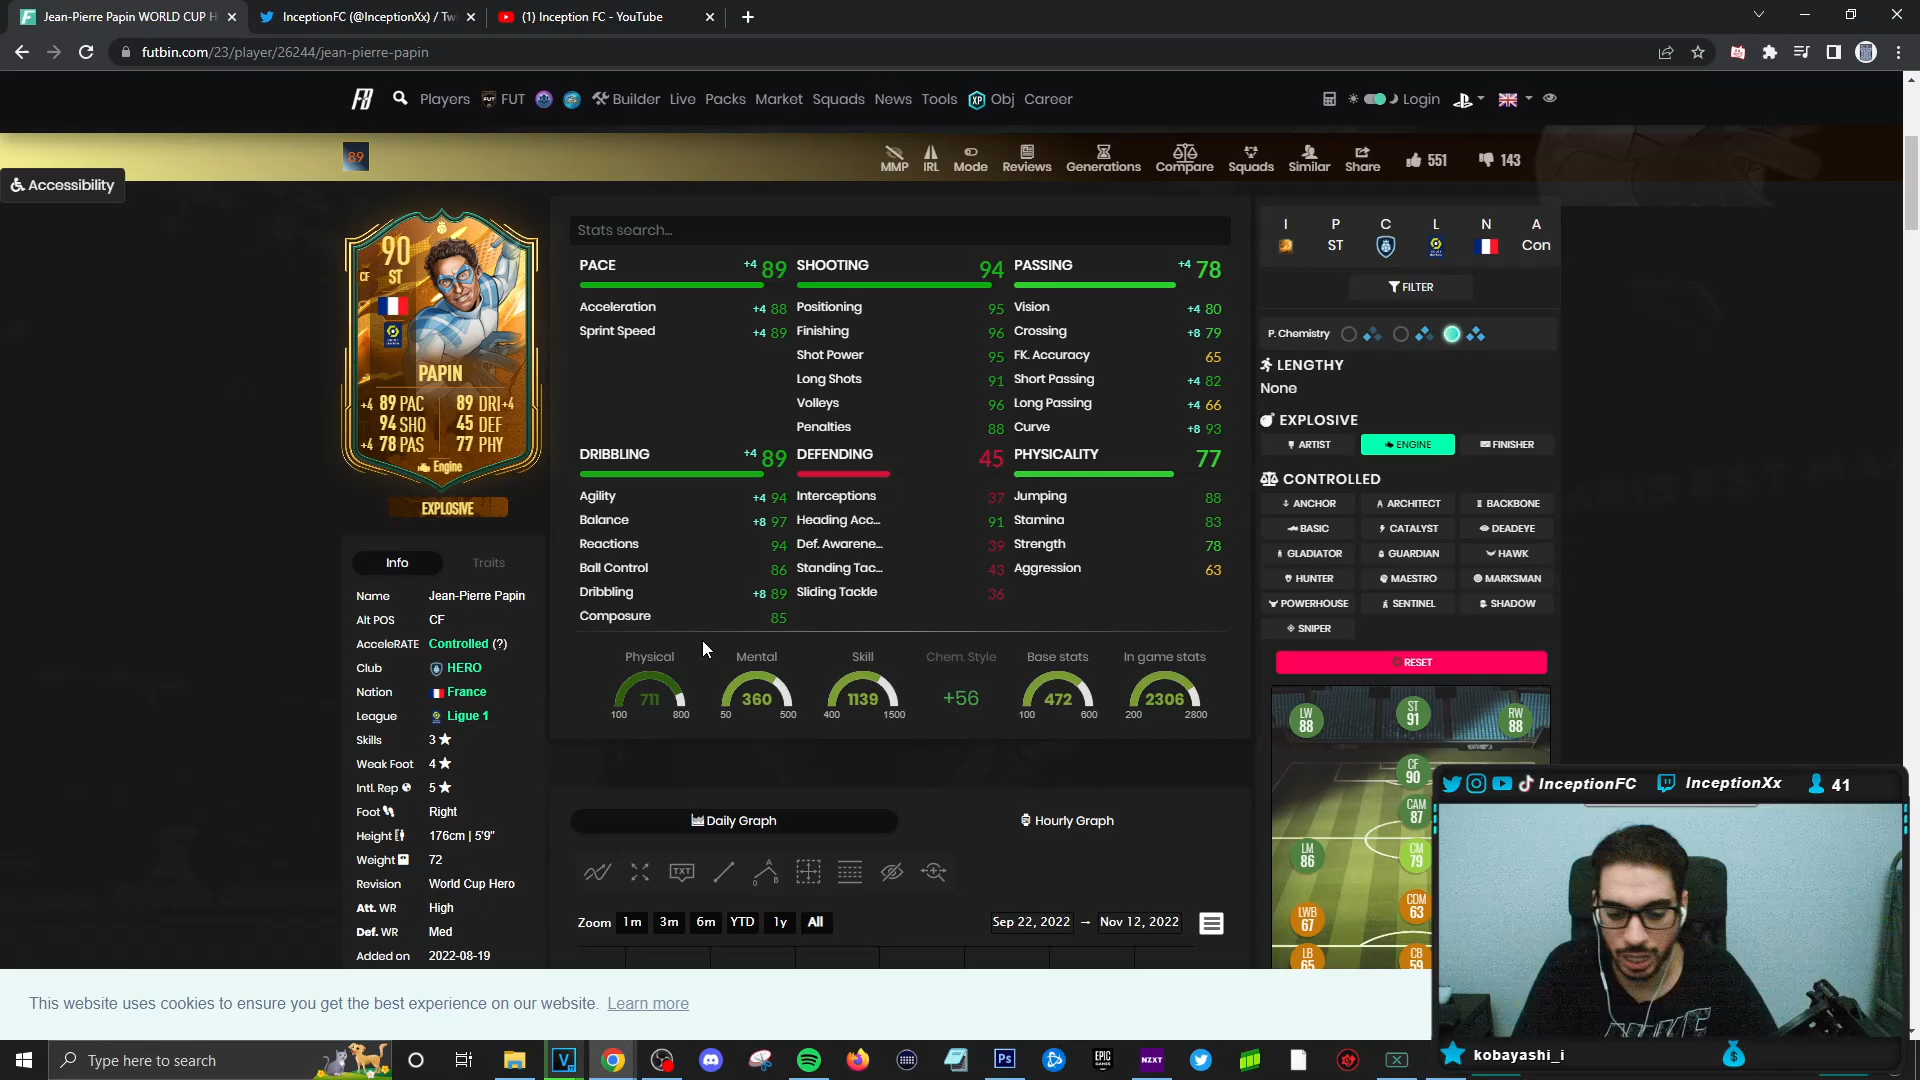 Jean-Pierre Papin WORLD CUP H
InceptionFC (@InceptionXx) / Twi
(1) Inception FC - YouTube
futbin.com/23/player/26244/jean-pierre-papin
Players FUT Builder Live Packs Market Squads News Tools XP Obj Career
Login
Accessibility
89
MMP IRL Mode Reviews Generations Compare Squads Similar Share 551 143
90
CF ST
PAPIN
+4 89 PAC 89 DRI+4
94 SHO 45 DEF
+4 78 PAS 77 PHY
Engine
EXPLOSIVE
Info Traits
Name Jean-Pierre Papin
Alt POS CF
AcceleRATE Controlled (?)
Club HERO
Nation France
League Ligue 1
Skills 3
Weak Foot 4
Intl. Rep 5
Foot Right
Height 176cm | 5'9"
Weight 72
Revision World Cup Hero
Att. WR High
Def. WR Med
Added on 2022-08-19
Stats search...
PACE +4 89
Acceleration +4 88
Sprint Speed +4 89
SHOOTING 94
Positioning 95
Finishing 96
Shot Power 95
Long Shots 91
Volleys 96
Penalties 88
PASSING +4 78
Vision +4 80
Crossing +8 79
FK. Accuracy 65
Short Passing +4 82
Long Passing +4 66
Curve +8 93
DRIBBLING +4 89
Agility +4 94
Balance +8 97
Reactions 94
Ball Control 86
Dribbling +8 89
Composure 85
DEFENDING 45
Interceptions 37
Heading Acc... 91
Def. Awarene... 39
Standing Tac... 43
Sliding Tackle 36
PHYSICALITY 77
Jumping 88
Stamina 83
Strength 78
Aggression 63
Physical Mental Skill Chem. Style Base stats In game stats
711 360 1139 +56 472 2306
100 800 50 500 400 1500 100 600 200 2800
Daily Graph Hourly Graph
TXT
Zoom 1m 3m 6m YTD 1y All Sep 22, 2022 → Nov 12, 2022
I P C L N A
ST Con
FILTER
P. Chemistry
LENGTHY
None
EXPLOSIVE
ARTIST ENGINE FINISHER
CONTROLLED
ANCHOR ARCHITECT BACKBONE
BASIC CATALYST DEADEYE
GLADIATOR GUARDIAN HAWK
HUNTER MAESTRO MARKSMAN
POWERHOUSE SENTINEL SHADOW
SNIPER
RESET
LW 88
ST 91
RW 88
CF 90
CAM 87
LM 86
CM 79
CDM 63
LWB 67
LB 65
CB 59
InceptionFC InceptionXx 41
kobayashi_i
This website uses cookies to ensure you get the best experience on our website. Learn more
Type here to search
V
Ps
EPIC GAMES
NZXT